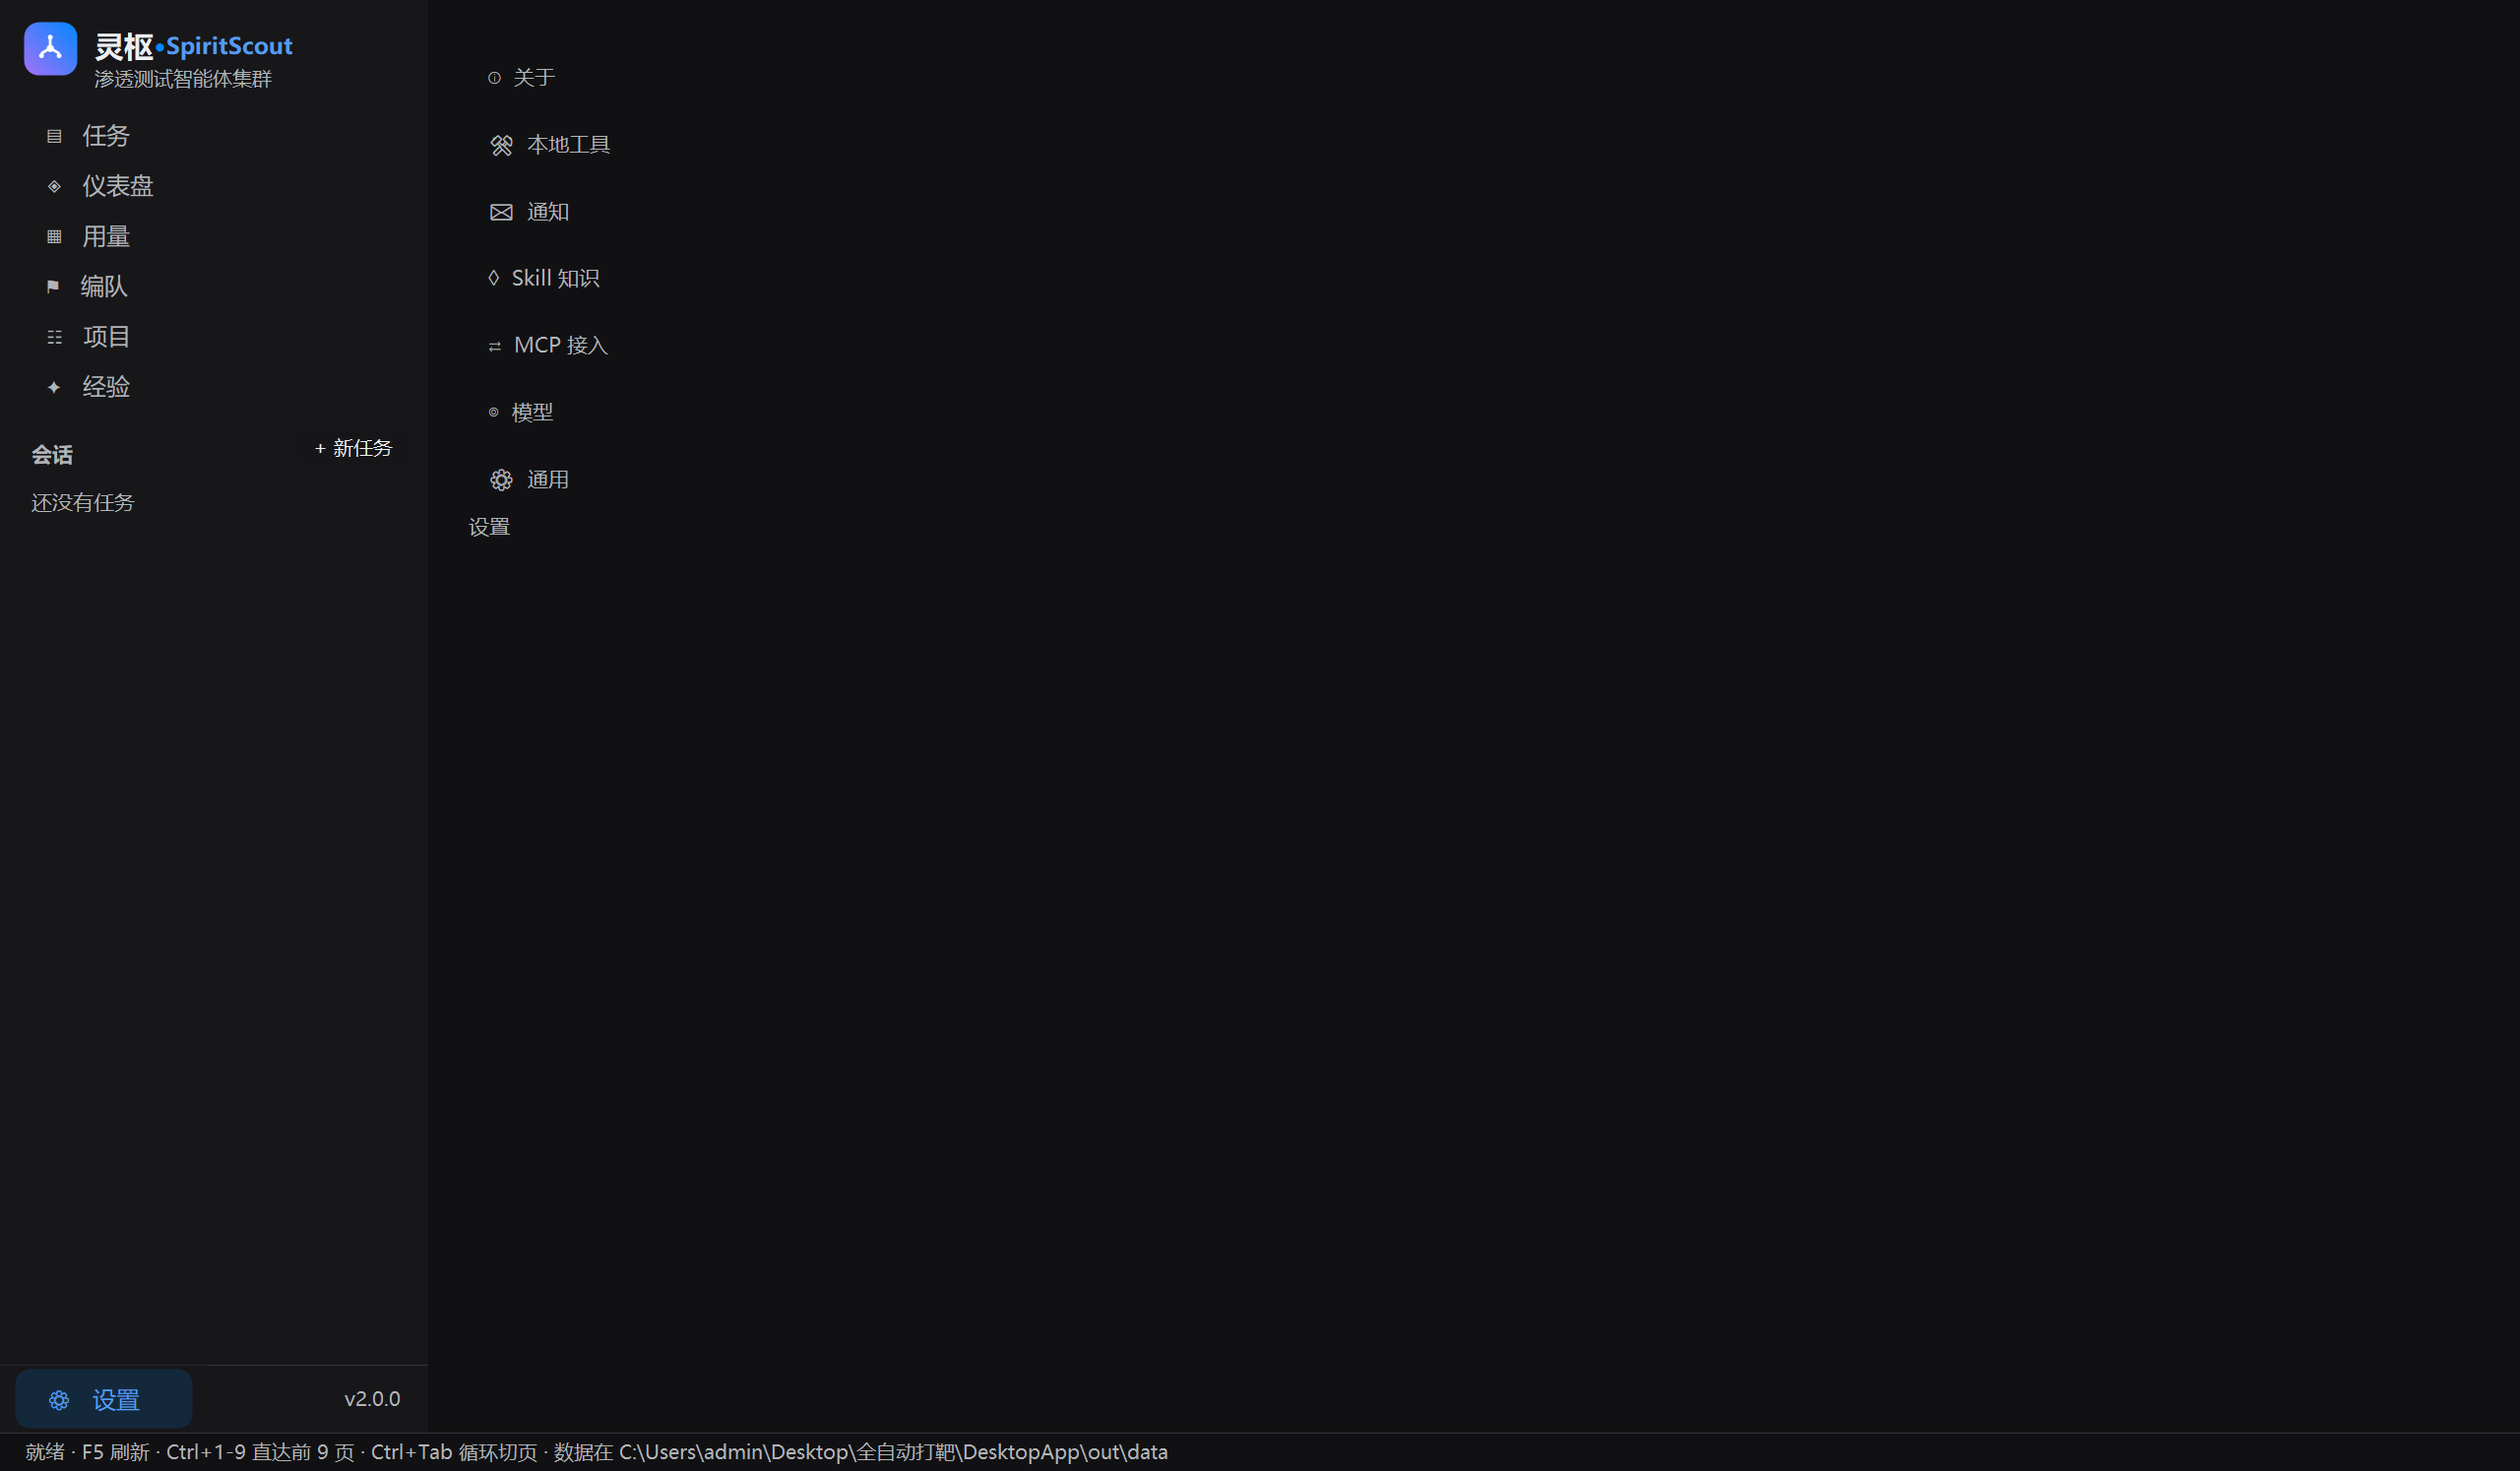 灵枢•SpiritScout
渗透测试智能体集群
任务
仪表盘
用量
编队
项目
经验
会话
+ 新任务
还没有任务
设置
v2.0.0
关于
本地工具
通知
Skill 知识
MCP 接入
模型
通用
设置
就绪 · F5 刷新 · Ctrl+1-9 直达前 9 页 · Ctrl+Tab 循环切页 · 数据在 C:\Users\admin\Desktop\全自动打靶\DesktopApp\out\data